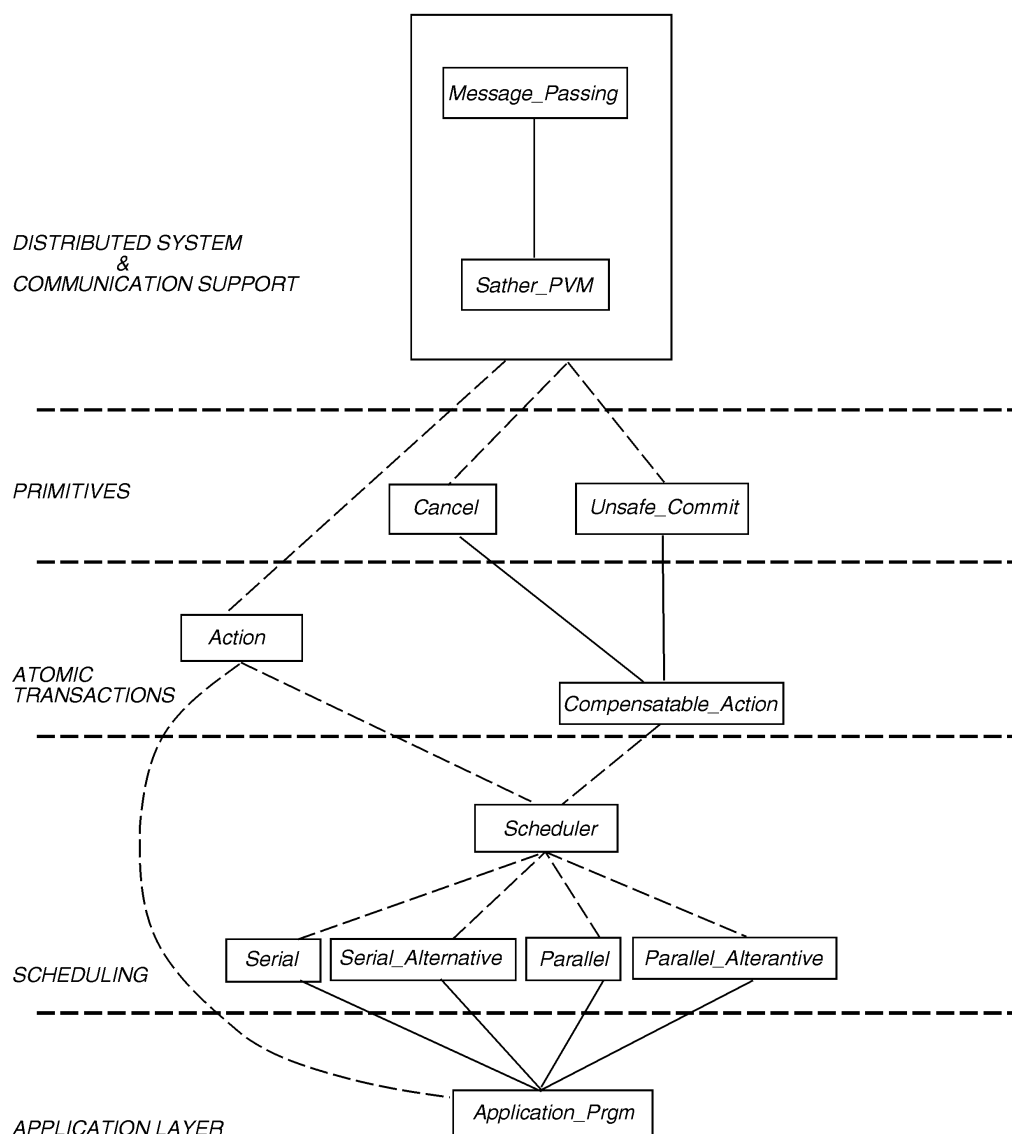 Message_Passing
DISTRIBUTED SYSTEM
&
COMMUNICATION SUPPORT
Sather_PVM
PRIMITIVES
Cancel
Unsafe_Commit
Action
ATOMIC
TRANSACTIONS
Compensatable_Action
Scheduler
Serial
Serial_Alternative
Parallel
Parallel_Alterantive
SCHEDULING
Application_Prgm
APPLICATION LAYER